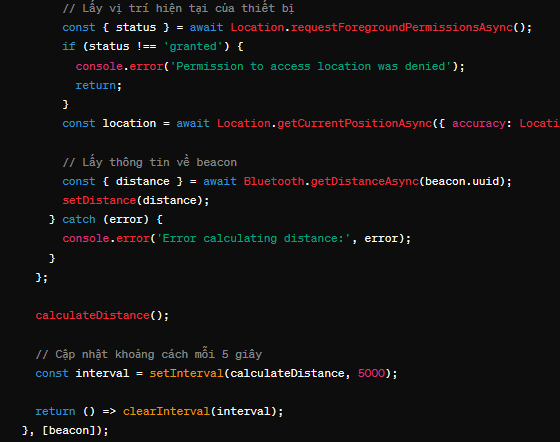 // Lấy vị trí hiện tại của thiết bị
const { status } = await Location.requestForegroundPermissionsAsync();
if (status !== 'granted') {
console.error('Permission to access location was denied');
return;
}
const location = await Location.getCurrentPositionAsync({ accuracy: Locatio
// Lấy thông tin về beacon
const { distance } = await Bluetooth.getDistanceAsync(beacon.uuid);
setDistance(distance);
} catch (error) {
console.error('Error calculating distance:', error);
}
};
calculateDistance();
// Cập nhật khoảng cách mỗi 5 giây
const interval = setInterval(calculateDistance, 5000);
return () => clearInterval(interval);
}, [beacon]);